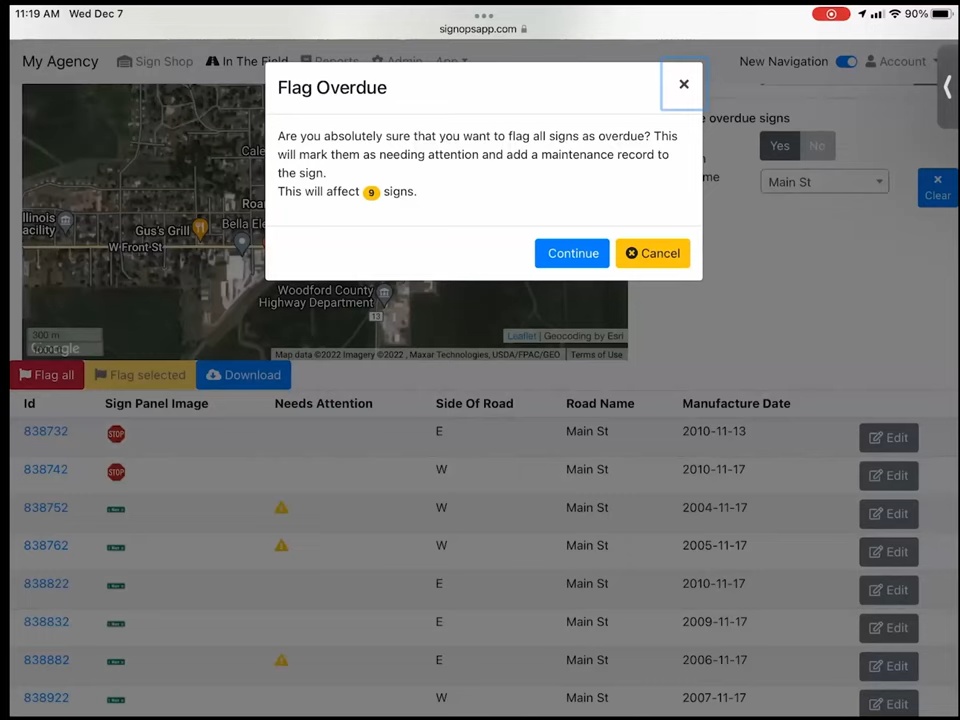 11:19 AM Wed Dec 7
90%
signopsapp.com
My Agency
Sign Shop
In The Field
Reports
Admin
App
New Navigation
Account
Flag Overdue
Are you absolutely sure that you want to flag all signs as overdue? This
will mark them as needing attention and add a maintenance record to
the sign.
This will affect 9 signs.
Continue
Cancel
overdue signs
Yes
No
Main St
Clear
Gus's Grill
W Front St
Woodford County
Highway Department
13
300 m
Google
Leaflet | Geocoding by Esri
Map data ©2022 Imagery ©2022 , Maxar Technologies, USDA/FPAC/GEO
Terms of Use
Flag all
Flag selected
Download
Id Sign Panel Image Needs Attention Side Of Road Road Name Manufacture Date
838732 STOP E Main St 2010-11-13 Edit
838742 STOP W Main St 2010-11-17 Edit
838752 W Main St 2004-11-17 Edit
838762 W Main St 2005-11-17 Edit
838822 E Main St 2010-11-17 Edit
838832 E Main St 2009-11-17 Edit
838882 E Main St 2006-11-17 Edit
838922 W Main St 2007-11-17 Edit